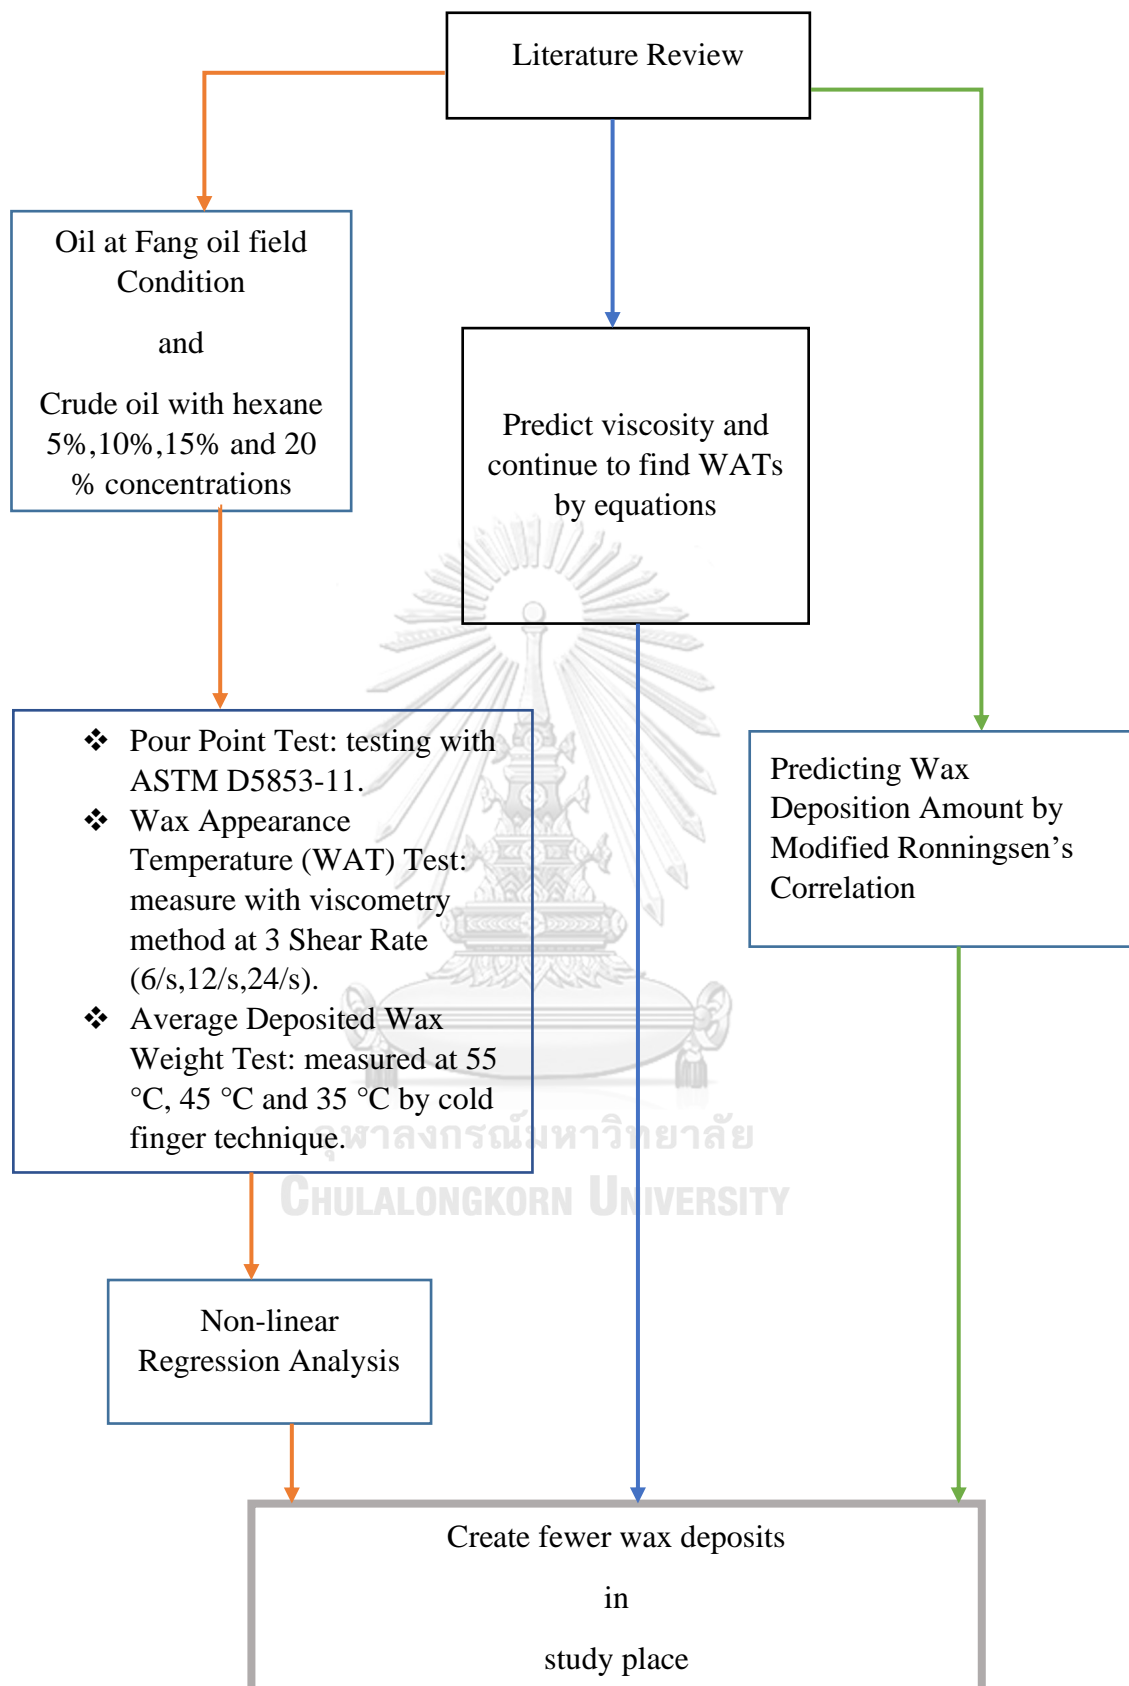 Literature Review
Oil at Fang oil field
Condition
and
Crude oil with hexane
5%,10%,15% and 20
% concentrations
Predict viscosity and
continue to find WATs
by equations
❖ Pour Point Test: testing with
ASTM D5853-11.
❖ Wax Appearance
Temperature (WAT) Test:
measure with viscometry
method at 3 Shear Rate
(6/s,12/s,24/s).
❖ Average Deposited Wax
Weight Test: measured at 55
°C, 45 °C and 35 °C by cold
finger technique.
Predicting Wax
Deposition Amount by
Modified Ronningsen’s
Correlation
จุฬาลงกรณ์มหาวิทยาลัย
CHULALONGKORN UNIVERSITY
Non-linear
Regression Analysis
Create fewer wax deposits
in
study place